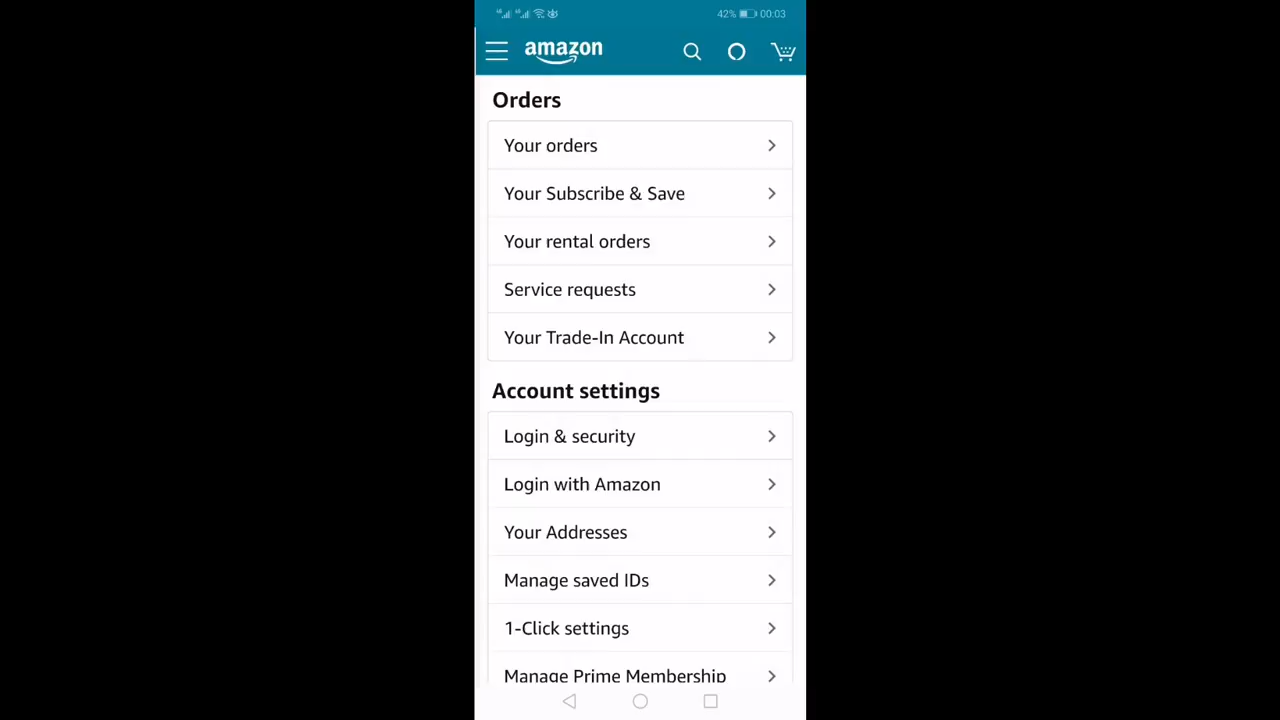 42% 00:03
amazon
Orders
Your orders
Your Subscribe & Save
Your rental orders
Service requests
Your Trade-In Account
Account settings
Login & security
Login with Amazon
Your Addresses
Manage saved IDs
1-Click settings
Manage Prime Membership